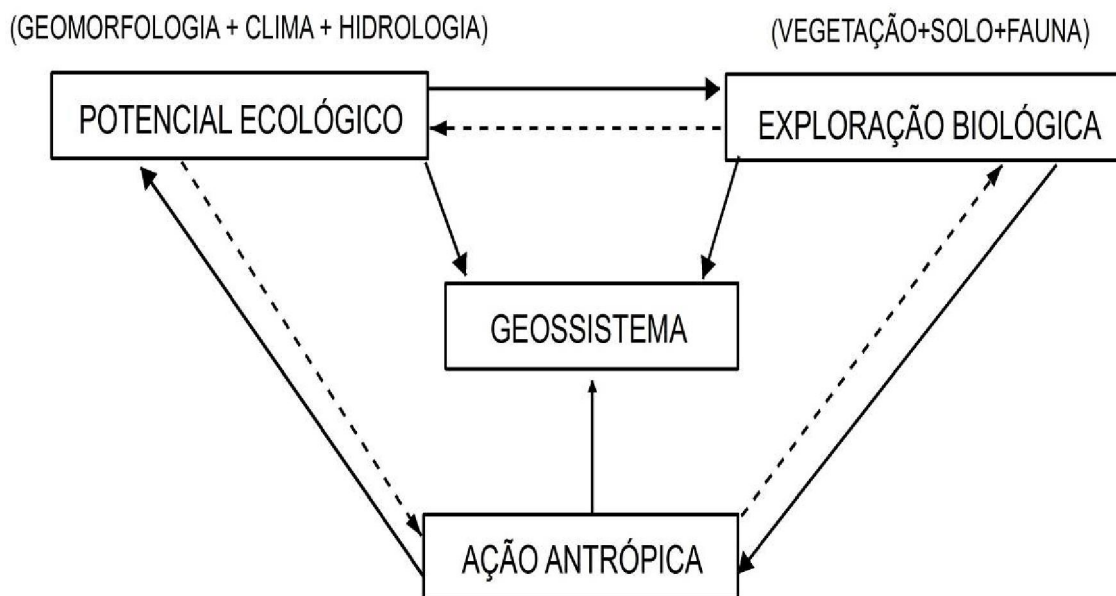 (GEOMORFOLOGIA + CLIMA + HIDROLOGIA)
(VEGETAÇÃO+SOLO+FAUNA)
POTENCIAL ECOLÓGICO
EXPLORAÇÃO BIOLÓGICA
GEOSSISTEMA
AÇÃO ANTRÓPICA